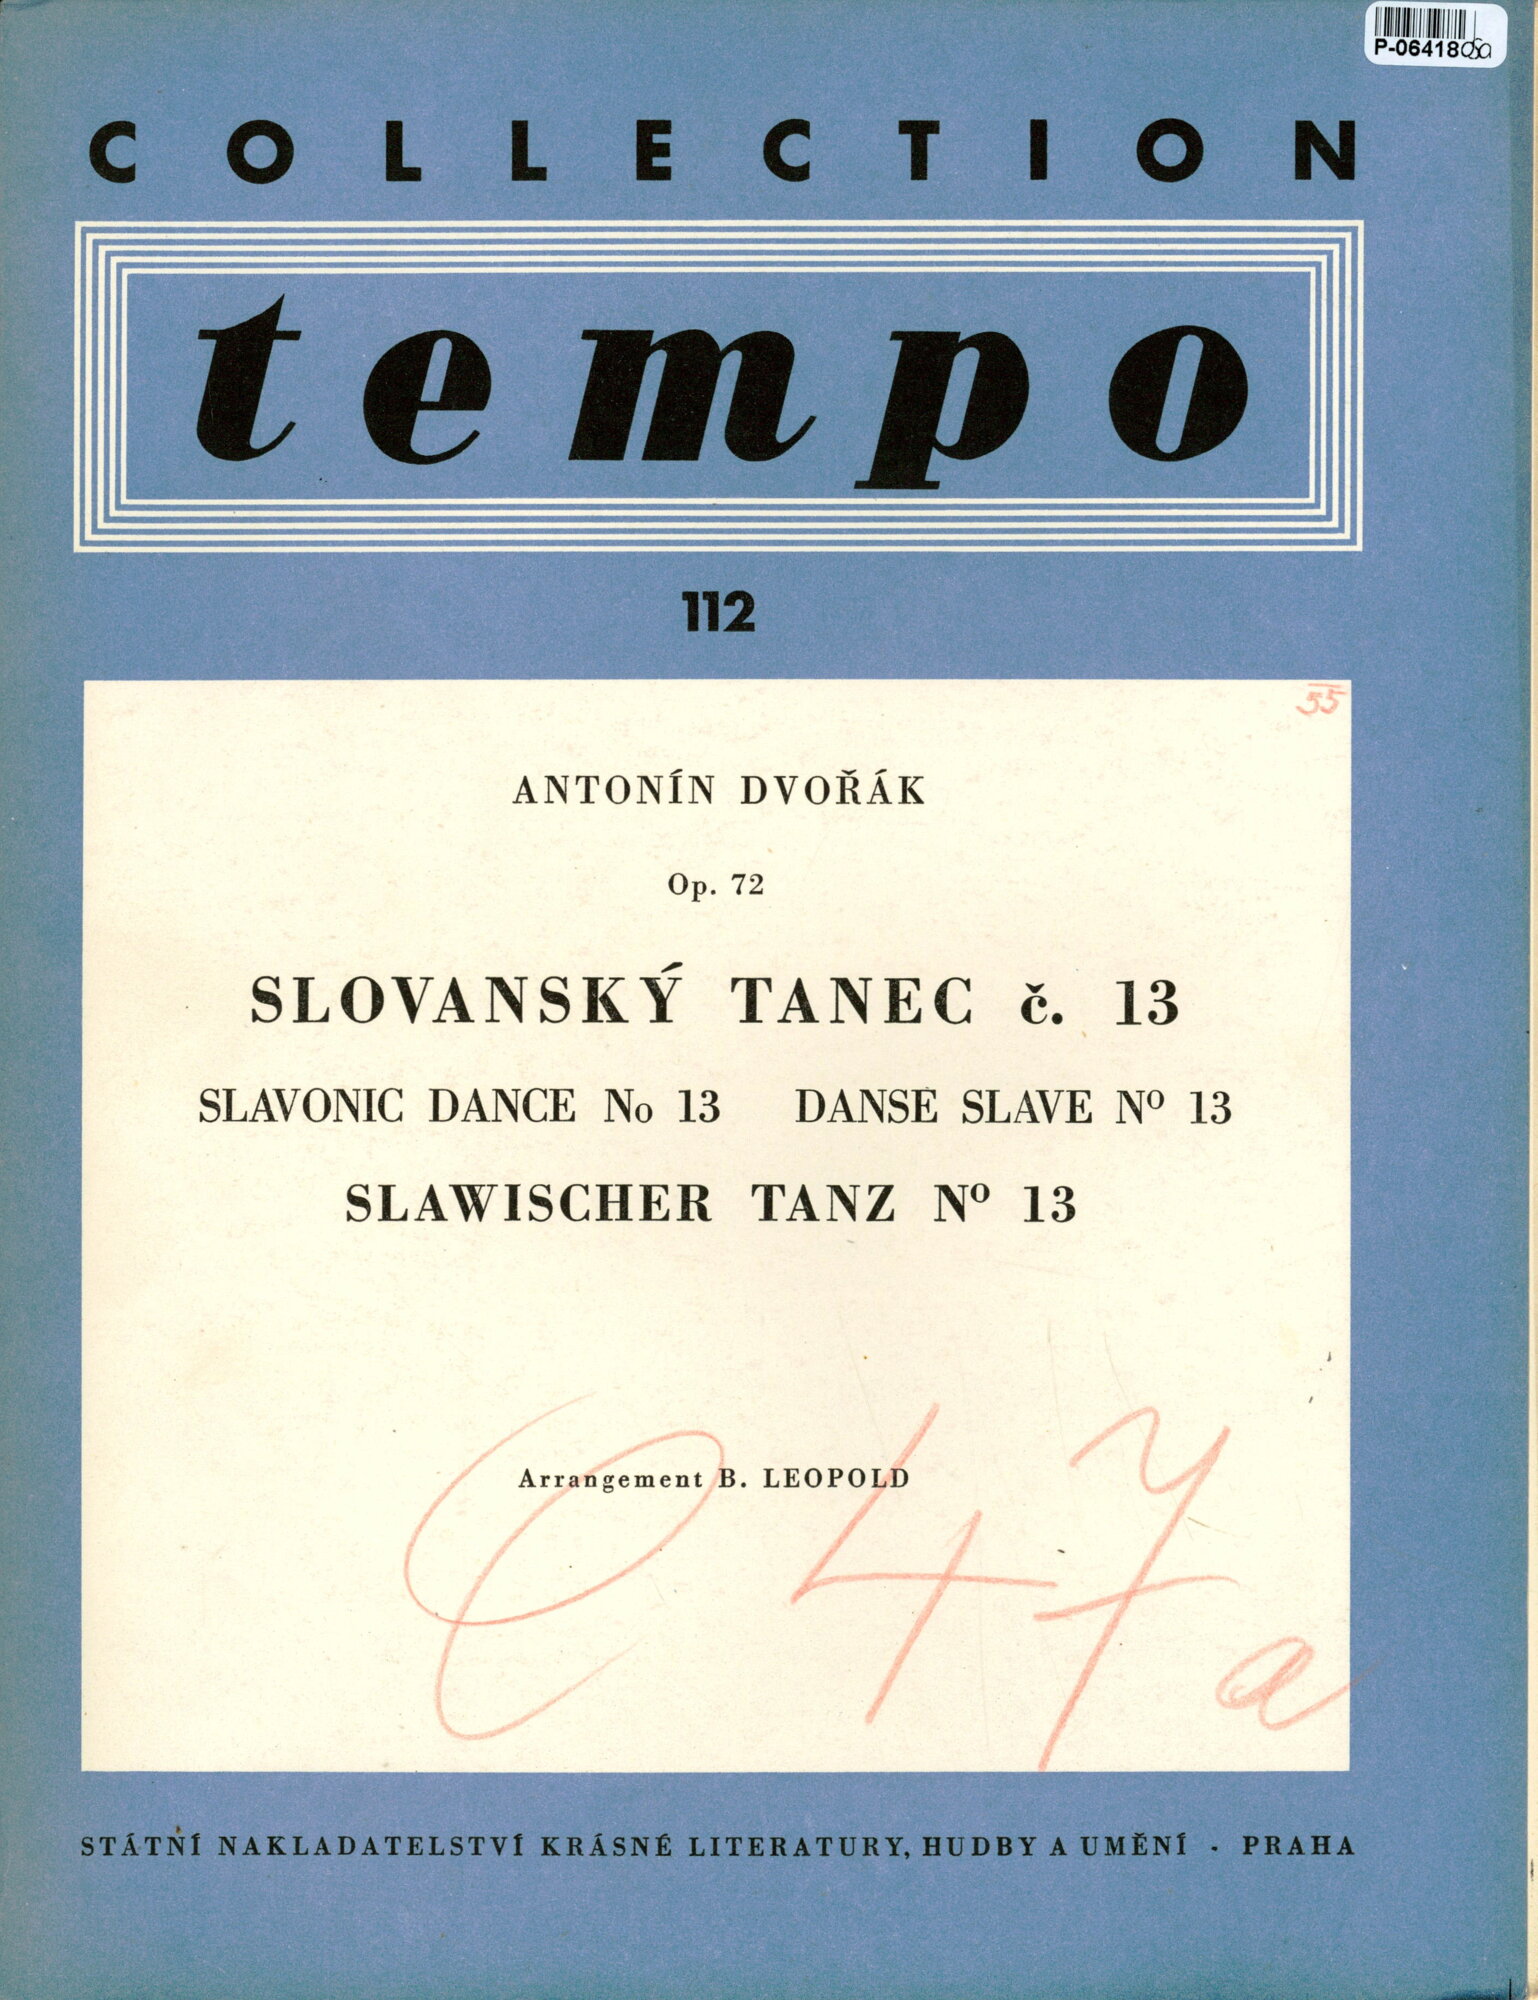 P-06418
COLLECTION
tempo
112
55
ANTONÍN DVOŘÁK
Op. 72
SLOVANSKÝ TANEC č. 13
SLAVONIC DANCE No 13 DANSE SLAVE Nº 13
SLAWISCHER TANZ Nº 13
Arrangement B. LEOPOLD
C 47a
STÁTNÍ NAKLADATELSTVÍ KRÁSNÉ LITERATURY, HUDBY A UMĚNÍ - PRAHA